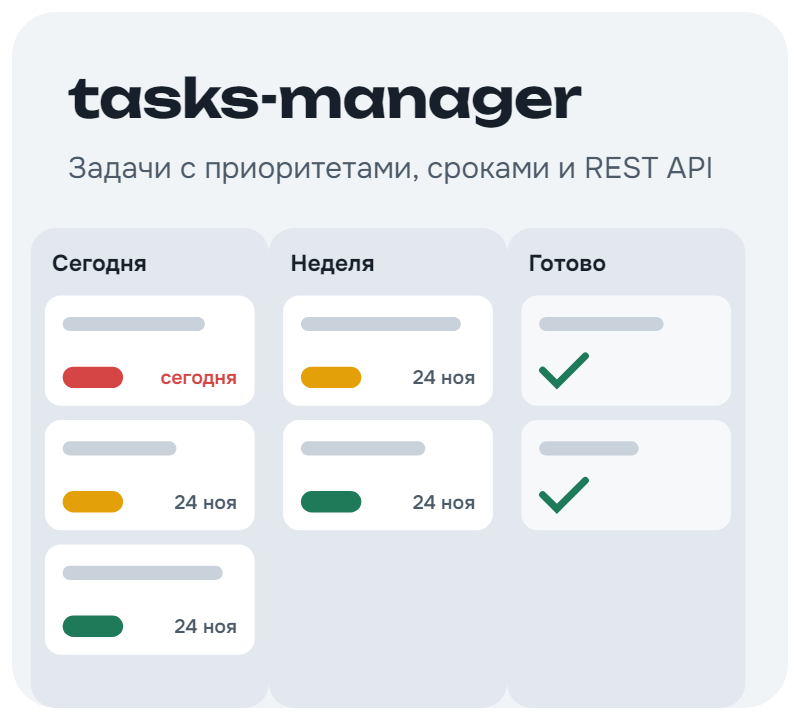 tasks-manager
Задачи с приоритетами, сроками и REST API
Сегодня
сегодня
24 ноя
24 ноя
Неделя
24 ноя
24 ноя
Готово